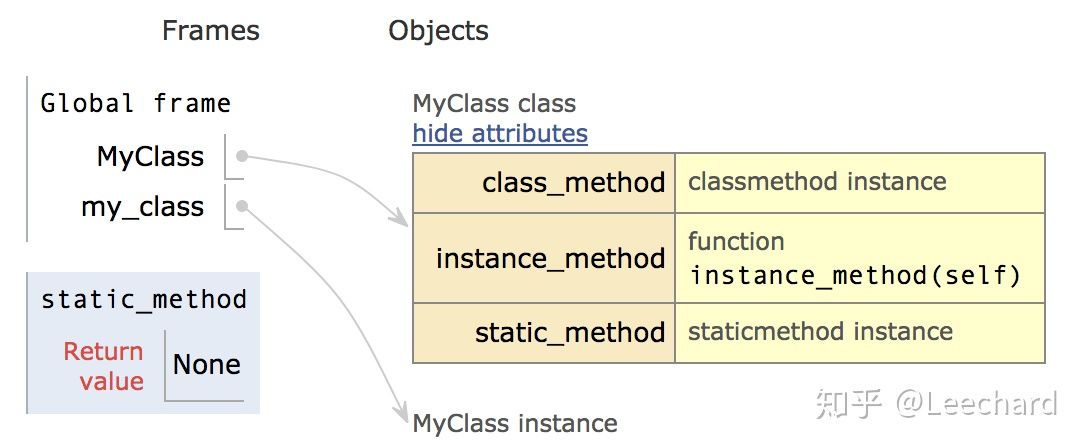 Frames
Objects
Global frame
MyClass
my_class
static_method
Return
value
None
MyClass class
hide attributes
class_method
classmethod instance
instance_method
function
instance_method(self)
static_method
staticmethod instance
MyClass instance
知乎 @Leechard